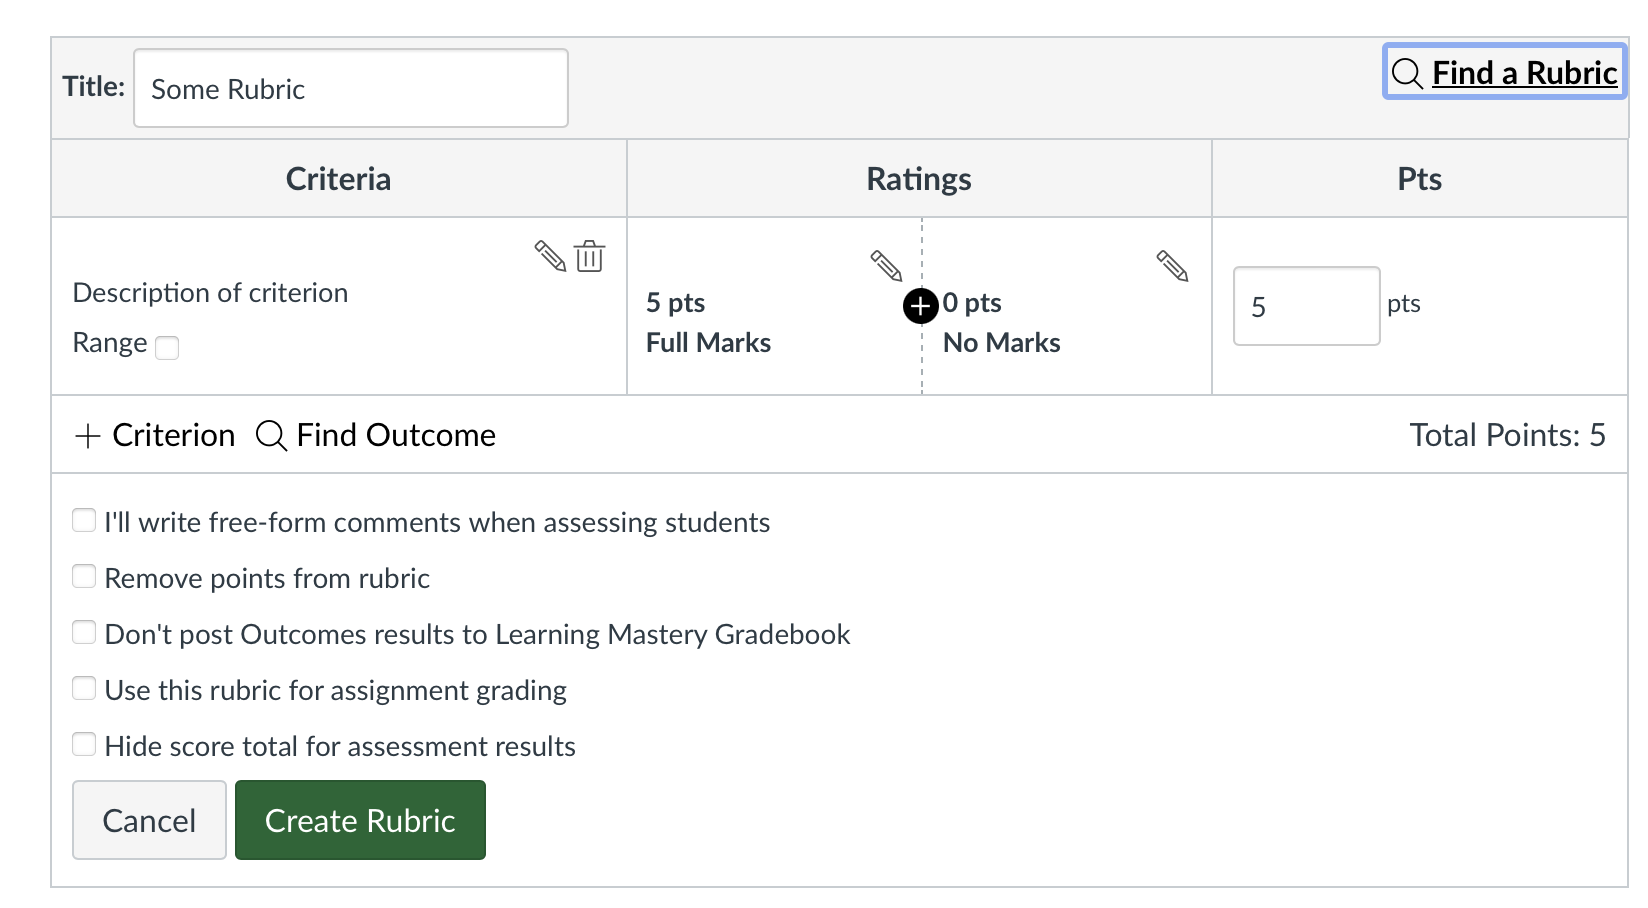 Title: Some Rubric Find a Rubric
Criteria Ratings Pts
Description of criterion
Range
5 pts
Full Marks
0 pts
No Marks
5 pts
Criterion Find Outcome Total Points: 5
I'll write free-form comments when assessing students
Remove points from rubric
Don't post Outcomes results to Learning Mastery Gradebook
Use this rubric for assignment grading
Hide score total for assessment results
Cancel Create Rubric